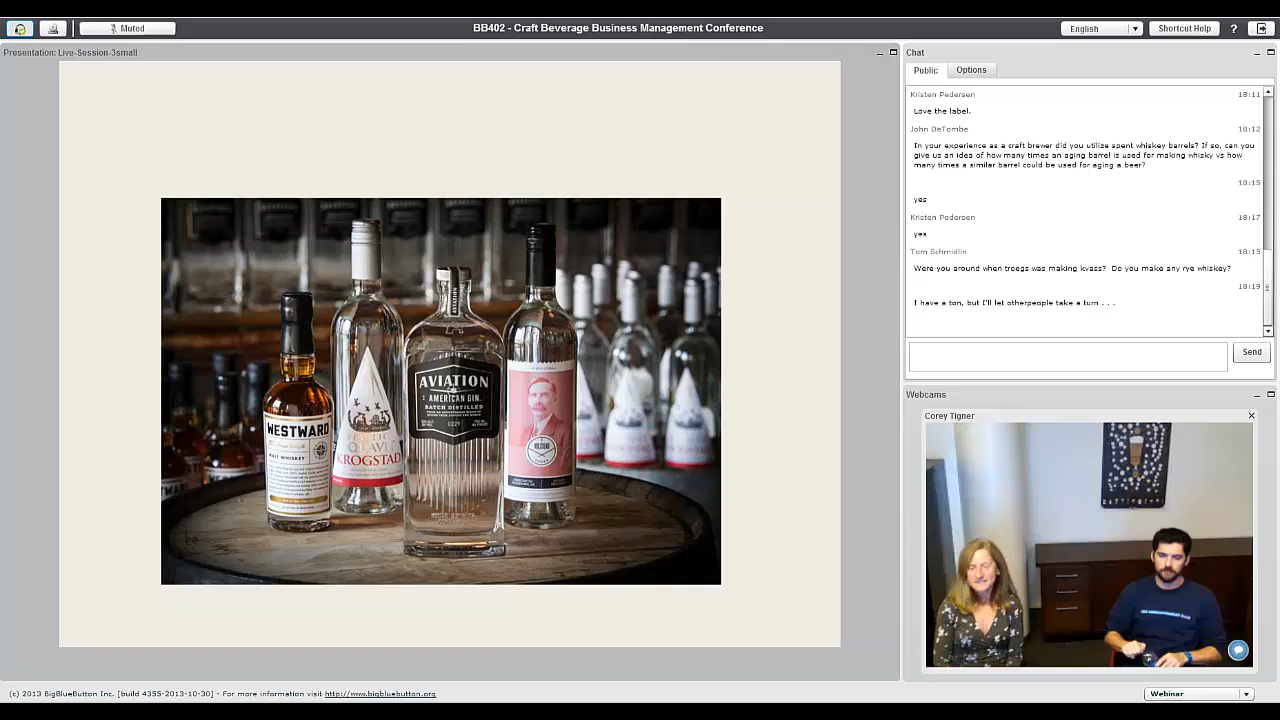 Muted
BB402 - Craft Beverage Business Management Conference
English
Shortcut Help
?
Presentation: Live-Session-3small
Chat
Public
Options
Kristen Pedersen 18:11
Love the label.
John DeTombe 18:12
In your experience as a craft brewer did you utilize spent whiskey barrels? If so, can you
give us an idea of how many times an aging barrel is used for making whisky vs how
many times a similar barrel could be used for aging a beer?
18:15
yes
Kristen Pedersen 18:17
yes
Tom Schmidlin 18:15
Were you around when troegs was making kvass? Do you make any rye whiskey?
18:19
I have a ton, but I'll let otherpeople take a turn . . .
Send
Webcams
Corey Tigner
WESTWARD
MALT WHISKEY
KROGSTAD
AVIATION
AMERICAN GIN.
BATCH DISTILLED
(c) 2013 BigBlueButton Inc. [build 4355-2013-10-30] - For more information visit http://www.bigbluebutton.org
Webinar